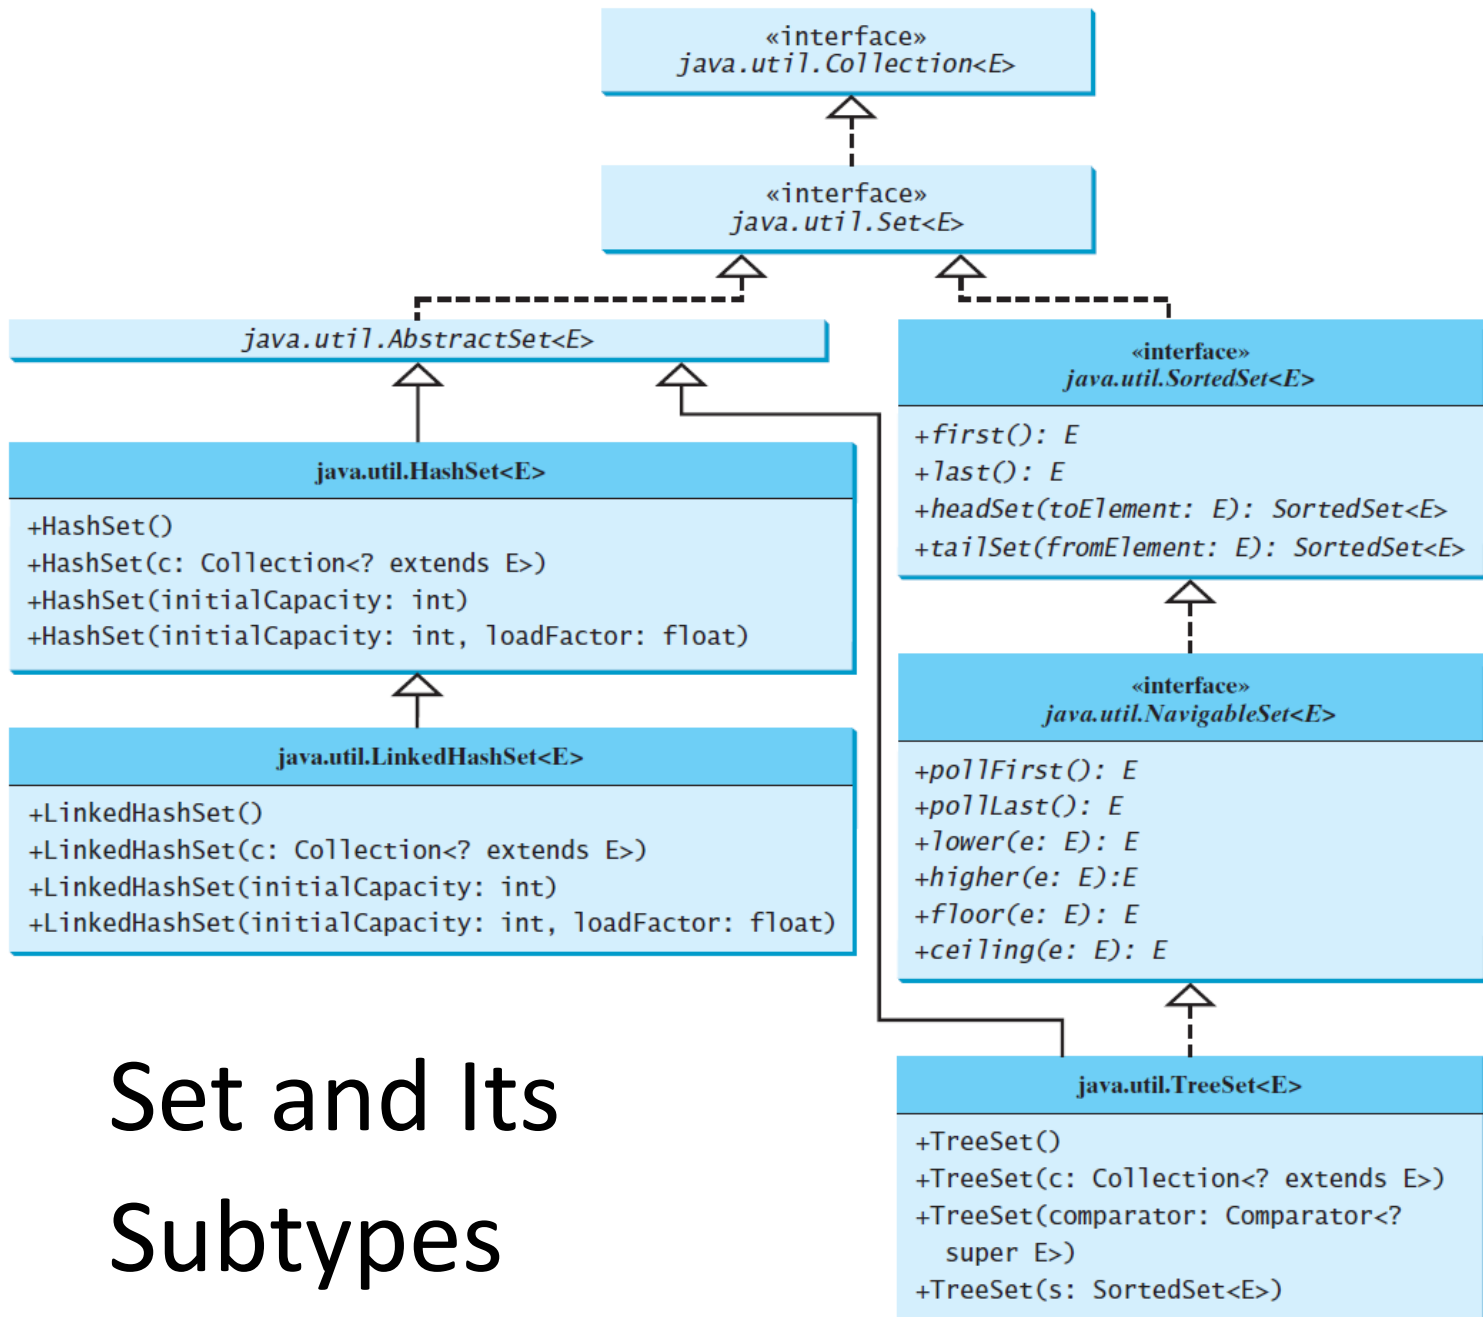 «interface»
java.util.Collection<E>
«interface»
java.util.Set<E>
java.util.AbstractSet<E>
«interface»
java.util.SortedSet<E>
+first(): E
+last(): E
+headSet(toElement: E): SortedSet<E>
+tailSet(fromElement: E): SortedSet<E>
java.util.HashSet<E>
+HashSet()
+HashSet(c: Collection<? extends E>)
+HashSet(initialCapacity: int)
+HashSet(initialCapacity: int, loadFactor: float)
«interface»
java.util.NavigableSet<E>
+pollFirst(): E
+pollLast(): E
+lower(e: E): E
+higher(e: E):E
+floor(e: E): E
+ceiling(e: E): E
java.util.LinkedHashSet<E>
+LinkedHashSet()
+LinkedHashSet(c: Collection<? extends E>)
+LinkedHashSet(initialCapacity: int)
+LinkedHashSet(initialCapacity: int, loadFactor: float)
java.util.TreeSet<E>
+TreeSet()
+TreeSet(c: Collection<? extends E>)
+TreeSet(comparator: Comparator<?
super E>)
+TreeSet(s: SortedSet<E>)
Set and Its
Subtypes